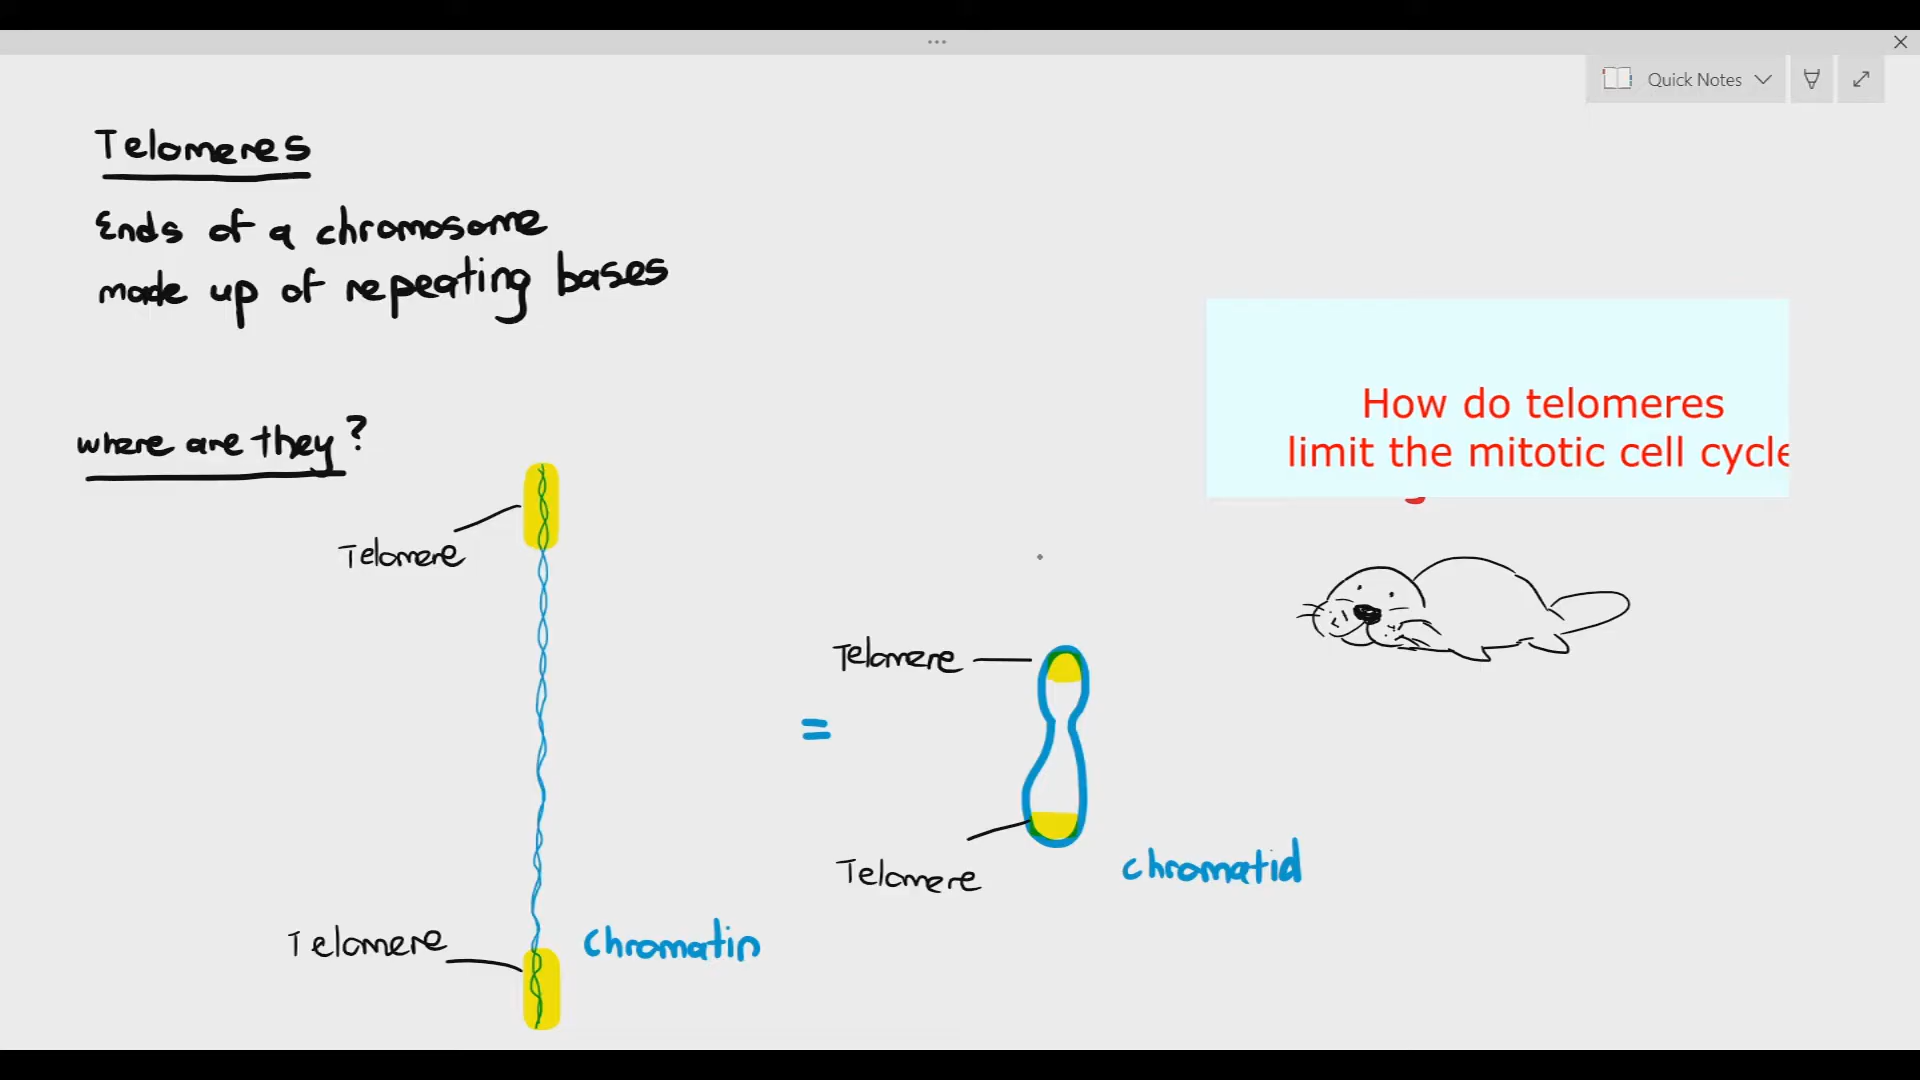 Quick Notes
Telomeres
Ends of a chromosome
made up of repeating bases
How do telomeres
limit the mitotic cell cycle
where are they?
Telomere
Telomere
=
Telomere
chromatid
Telomere
chromatin